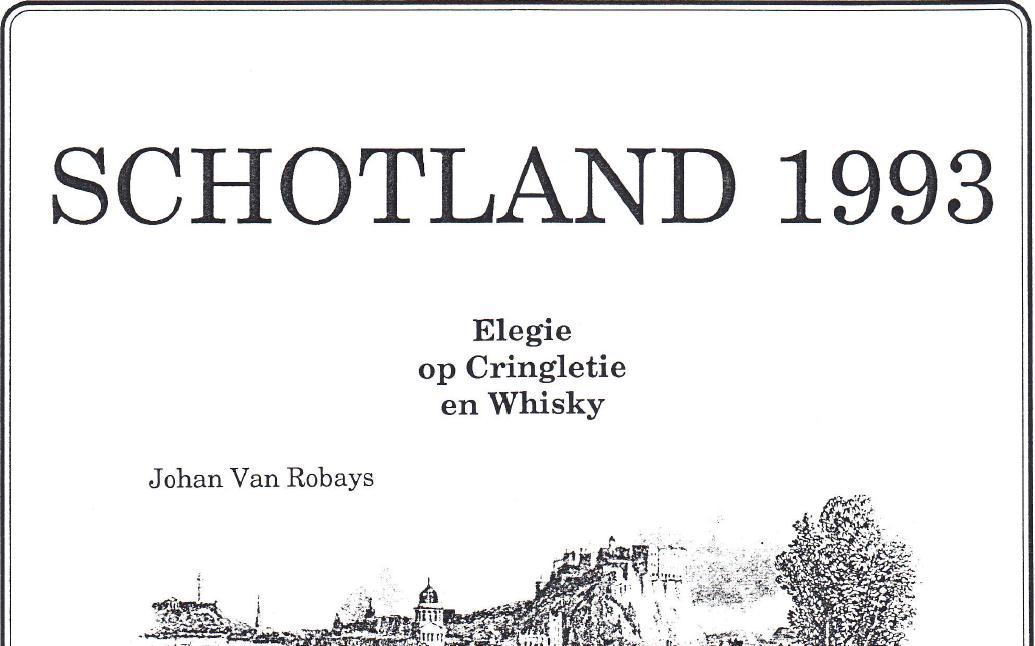 SCHOTLAND 1993
Elegie
op Cringletie
en Whisky
Johan Van Robays